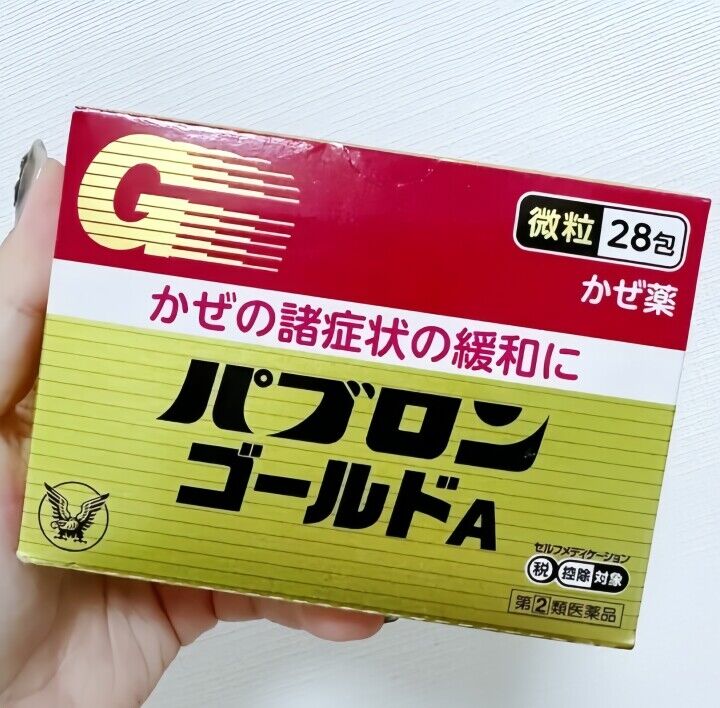 G
微粒 28包
かぜ薬
かぜの諸症状の緩和に
パブロン
ゴールドA
セルフメディケーション
税 控除 対象
第②類医薬品